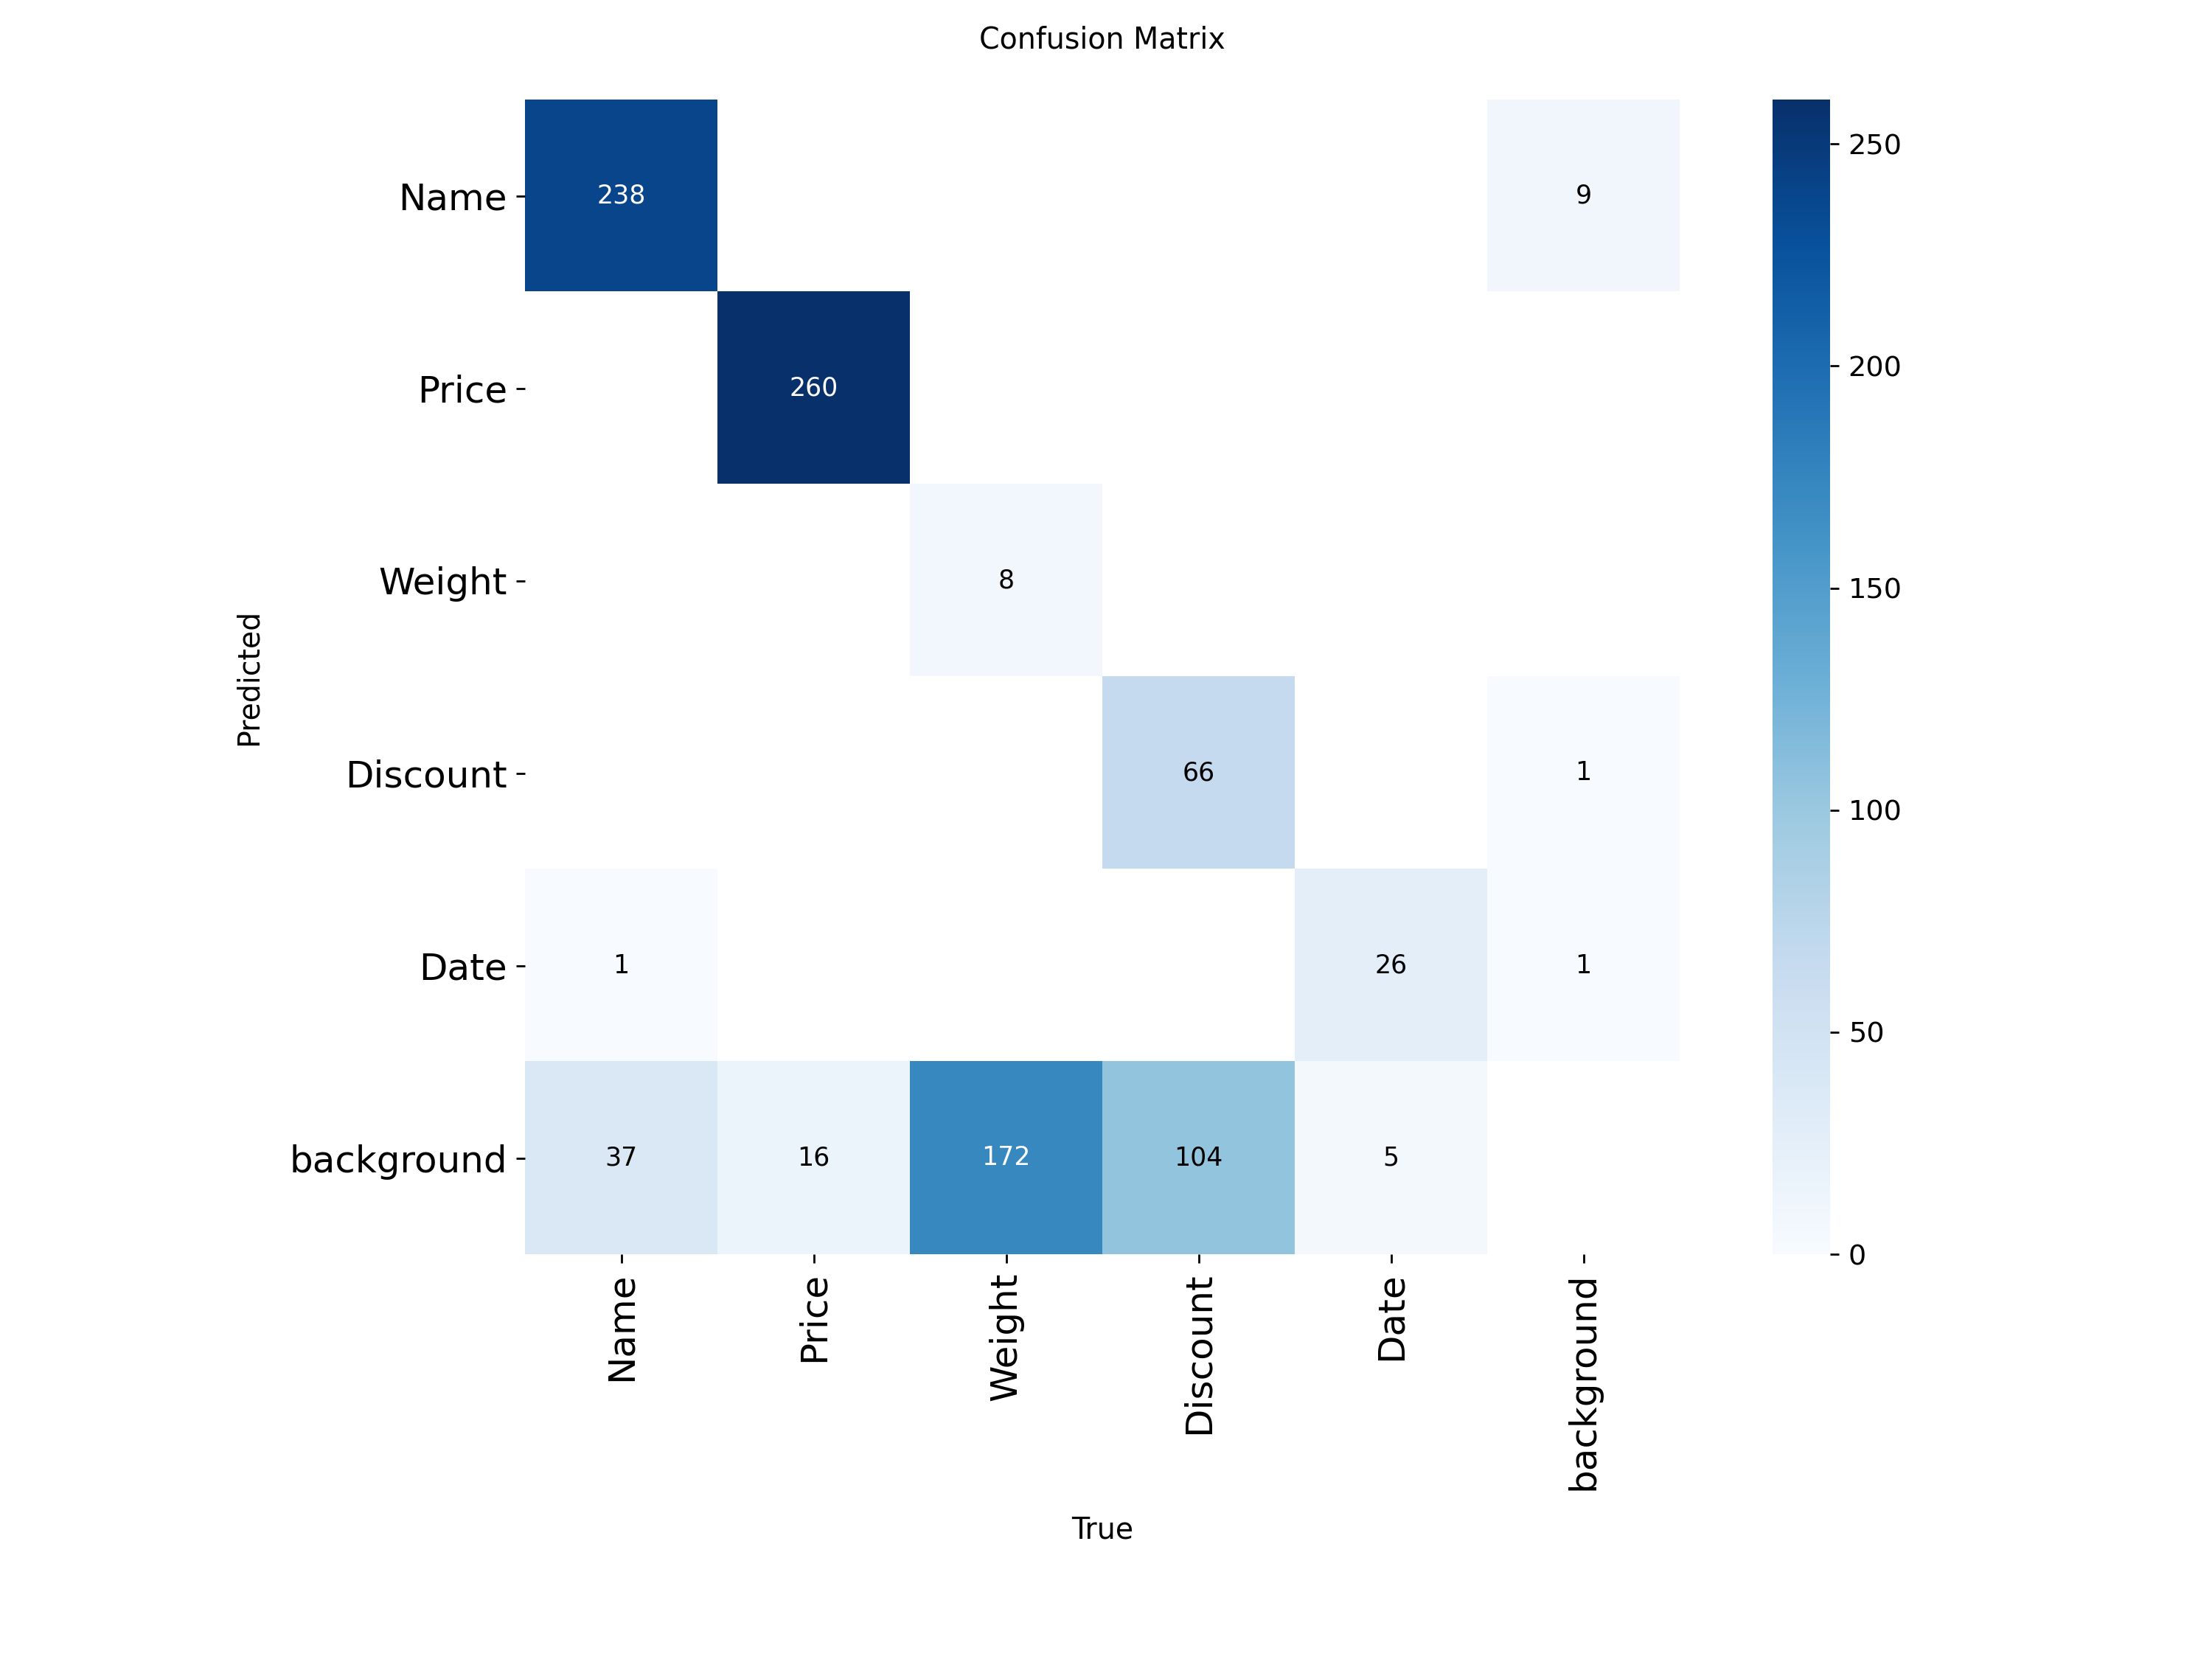 Confusion Matrix
Name
238
9
250
200
Price
260
Weight
8
150
Predicted
Discount
66
1
100
Date
1
26
1
50
background
37
16
172
104
5
0
Name
Price
Weight
Discount
Date
background
True